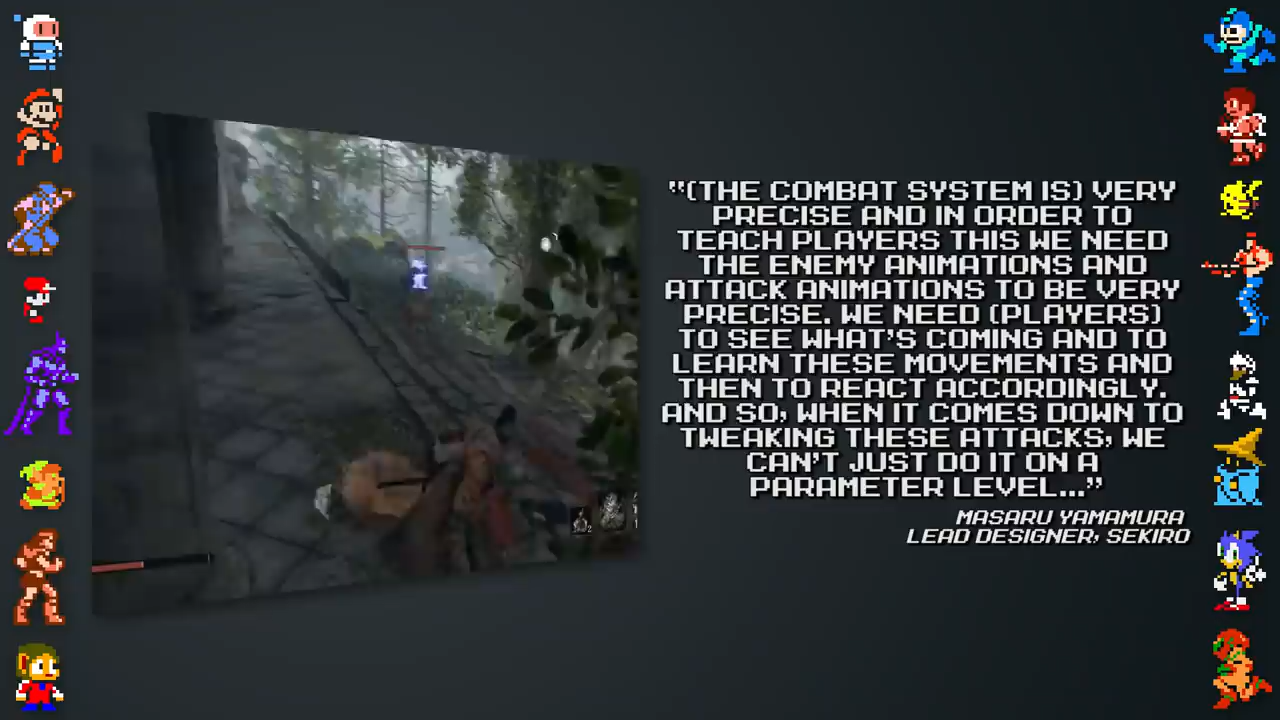 "(THE COMBAT SYSTEM IS) VERY
PRECISE AND IN ORDER TO
TEACH PLAYERS THIS WE NEED
THE ENEMY ANIMATIONS AND
ATTACK ANIMATIONS TO BE VERY
PRECISE. WE NEED (PLAYERS)
TO SEE WHAT'S COMING AND TO
LEARN THESE MOVEMENTS AND
THEN TO REACT ACCORDINGLY.
AND SO, WHEN IT COMES DOWN TO
TWEAKING THESE ATTACKS, WE
CAN'T JUST DO IT ON A
PARAMETER LEVEL..."
MASARU YAMAMURA
LEAD DESIGNER, SEKIRO
2